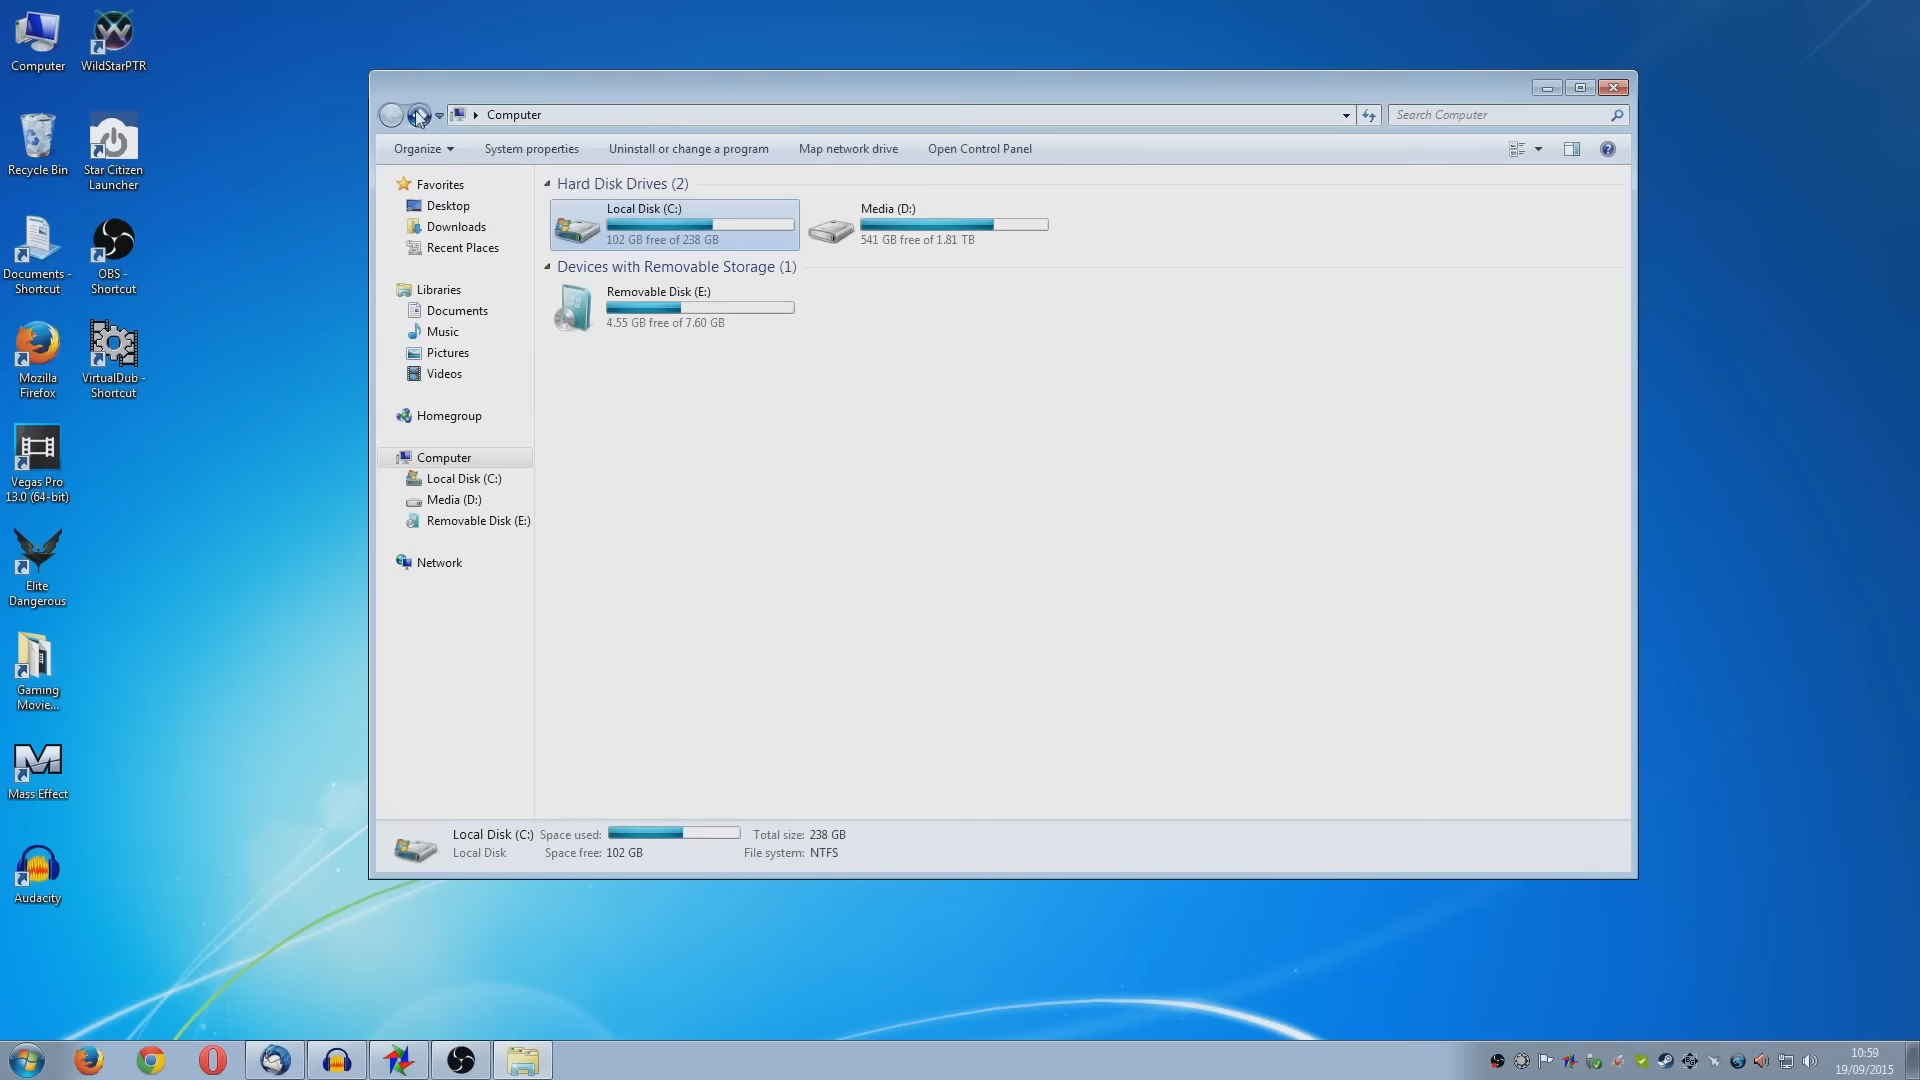 Computer
WildStarPTR
Recycle Bin
Star Citizen
Launcher
Documents -
Shortcut
OBS -
Shortcut
Mozilla
Firefox
VirtualDub -
Shortcut
Vegas Pro
13.0 (64-bit)
Elite
Dangerous
Gaming
Movie...
Mass Effect
Audacity
Computer
Search Computer
Organize
System properties
Uninstall or change a program
Map network drive
Open Control Panel
Favorites
Desktop
Downloads
Recent Places
Libraries
Documents
Music
Pictures
Videos
Homegroup
Computer
Local Disk (C:)
Media (D:)
Removable Disk (E:)
Network
Hard Disk Drives (2)
Local Disk (C:)
102 GB free of 238 GB
Media (D:)
541 GB free of 1.81 TB
Devices with Removable Storage (1)
Removable Disk (E:)
4.55 GB free of 7.60 GB
Local Disk (C:) Space used: Total size: 238 GB
Local Disk Space free: 102 GB File system: NTFS
10:59
19/09/2015